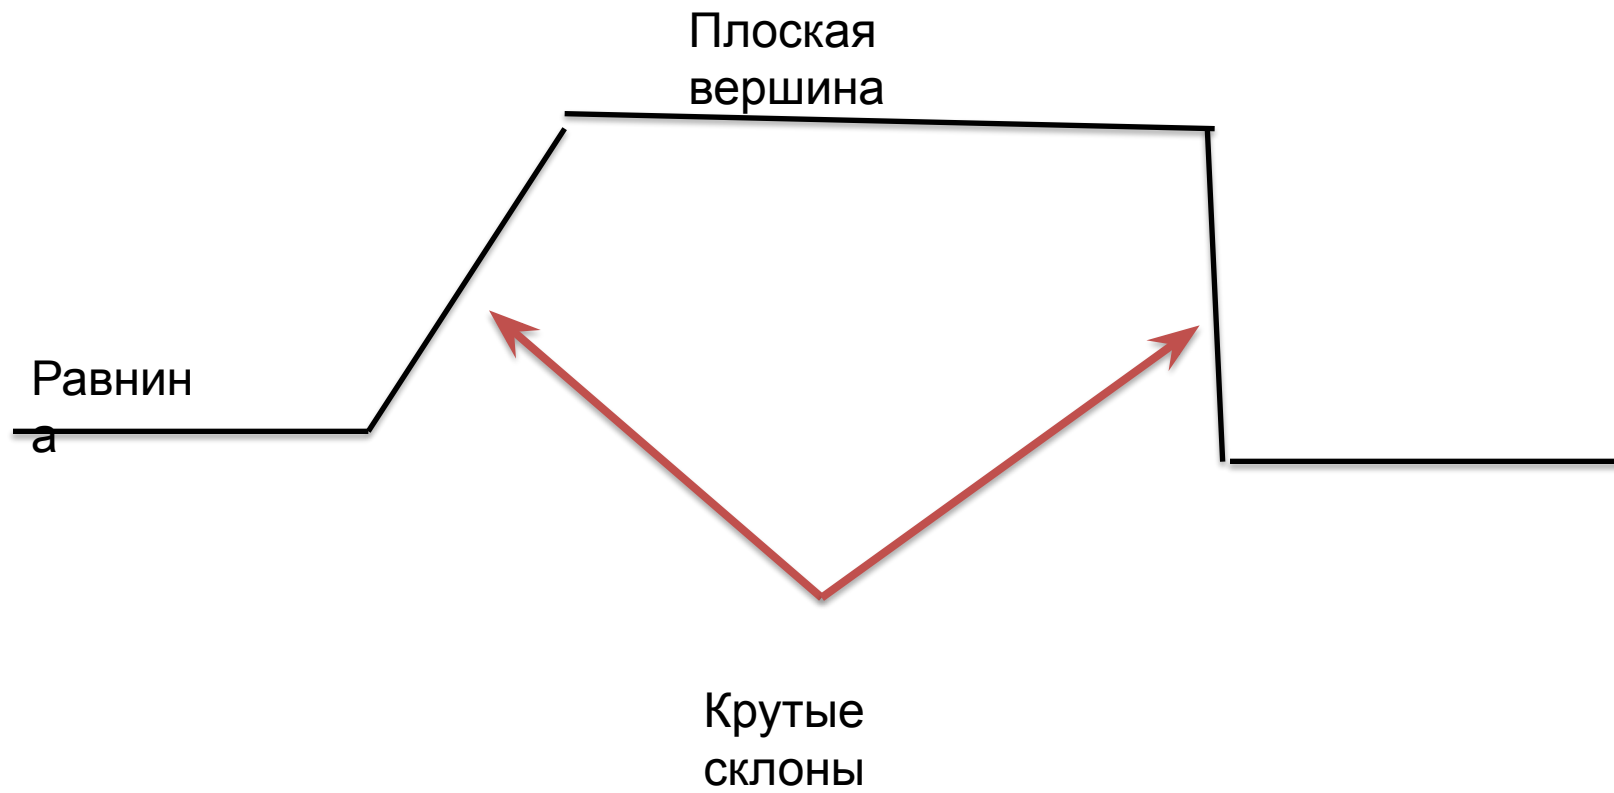 Плоская
вершина
Равнин
а
Крутые
склоны